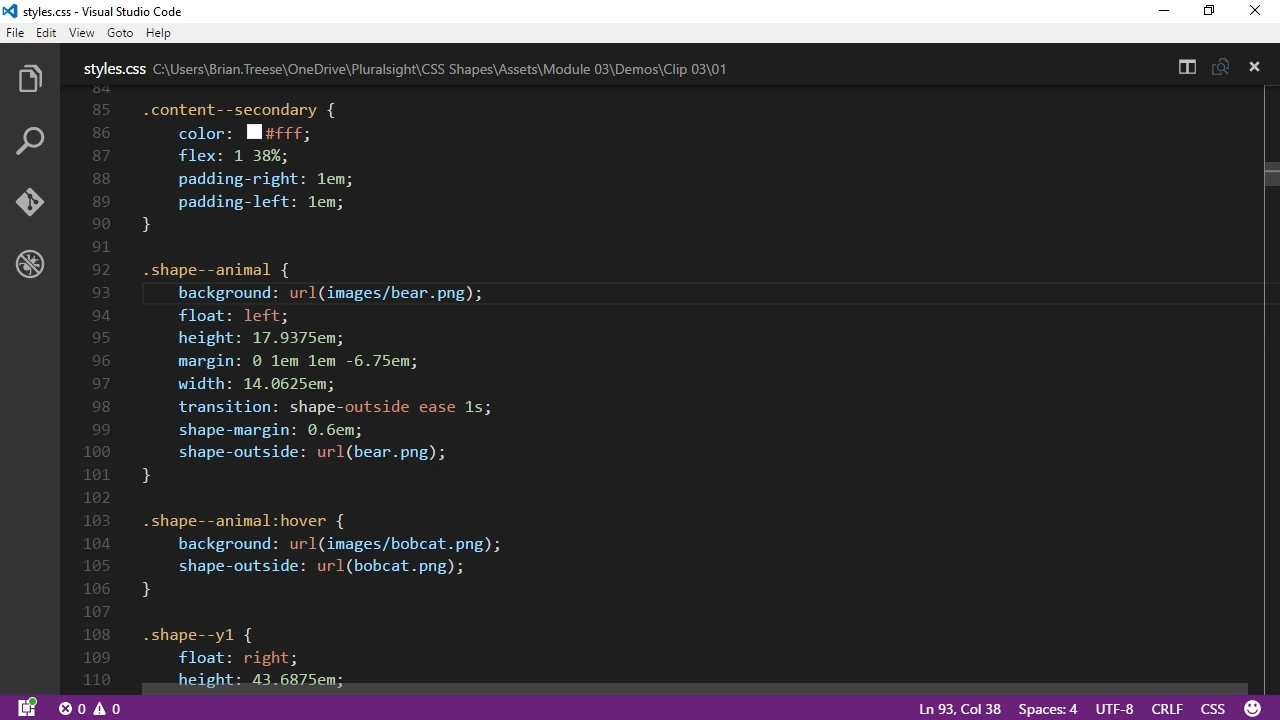 styles.css - Visual Studio Code
File Edit View Goto Help
styles.css C:\Users\Brian.Treese\OneDrive\Pluralsight\CSS Shapes\Assets\Module 03\Demos\Clip 03\01
84
85 .content--secondary {
86     color: #fff;
87     flex: 1 38%;
88     padding-right: 1em;
89     padding-left: 1em;
90 }
91
92 .shape--animal {
93     background: url(images/bear.png);
94     float: left;
95     height: 17.9375em;
96     margin: 0 1em 1em -6.75em;
97     width: 14.0625em;
98     transition: shape-outside ease 1s;
99     shape-margin: 0.6em;
100     shape-outside: url(bear.png);
101 }
102
103 .shape--animal:hover {
104     background: url(images/bobcat.png);
105     shape-outside: url(bobcat.png);
106 }
107
108 .shape--y1 {
109     float: right;
110     height: 43.6875em;
0 0 Ln 93, Col 38 Spaces: 4 UTF-8 CRLF CSS